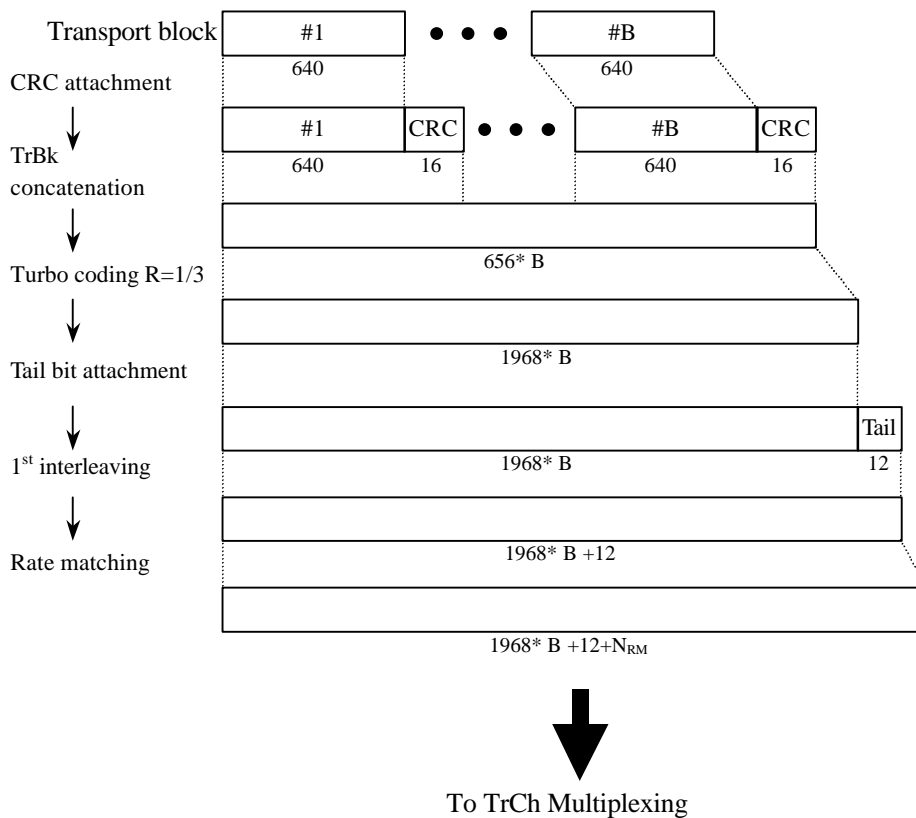 Transport block
#1
#B
640
640
CRC attachment
#1
CRC
#B
CRC
640
16
640
16
TrBk
concatenation
656* B
Turbo coding R=1/3
1968* B
Tail bit attachment
Tail
1968* B
12
1st interleaving
1968* B +12
Rate matching
1968* B +12+NRM
To TrCh Multiplexing